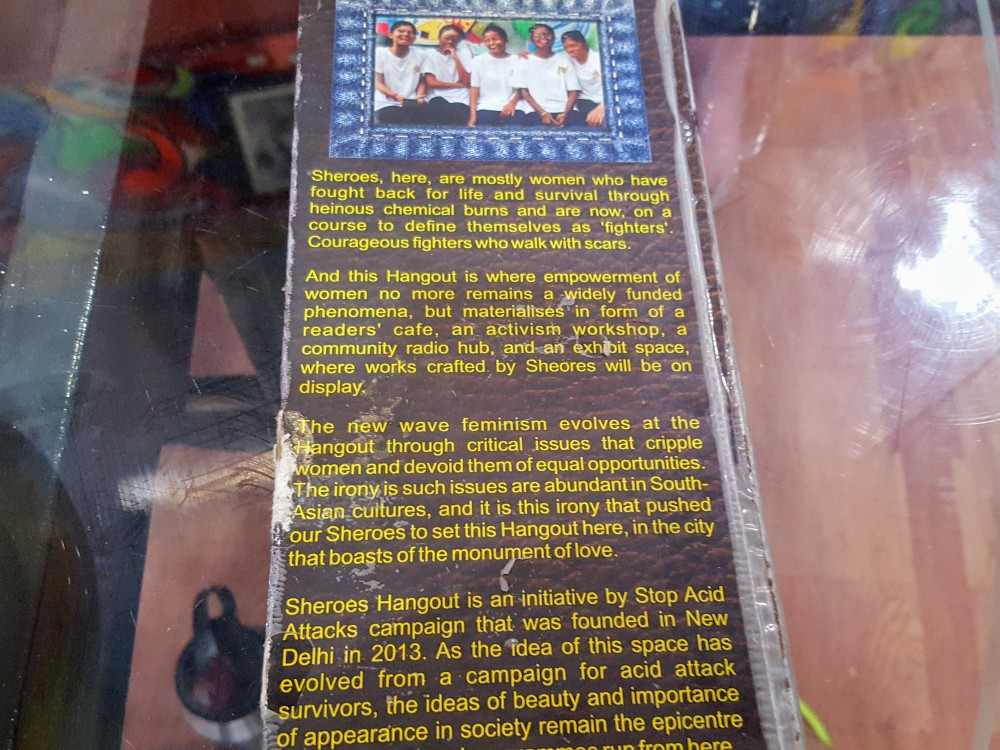 Sheroes, here, are mostly women who have
fought back for life and survival through
heinous chemical burns and are now, on a
course to define themselves as 'fighters'.
Courageous fighters who walk with scars.
And this Hangout is where empowerment of
women no more remains a widely funded
phenomena, but materialises in form of a
readers' cafe, an activism workshop, a
community radio hub, and an exhibit space,
where works crafted by Sheores will be on
display.
The new wave feminism evolves at the
Hangout through critical issues that cripple
women and devoid them of equal opportunities.
The irony is such issues are abundant in South-
Asian cultures, and it is this irony that pushed
our Sheroes to set this Hangout here, in the city
that boasts of the monument of love.
Sheroes Hangout is an initiative by Stop Acid
Attacks campaign that was founded in New
Delhi in 2013. As the idea of this space has
evolved from a campaign for acid attack
survivors, the ideas of beauty and importance
of appearance in society remain the epicentre
run from here